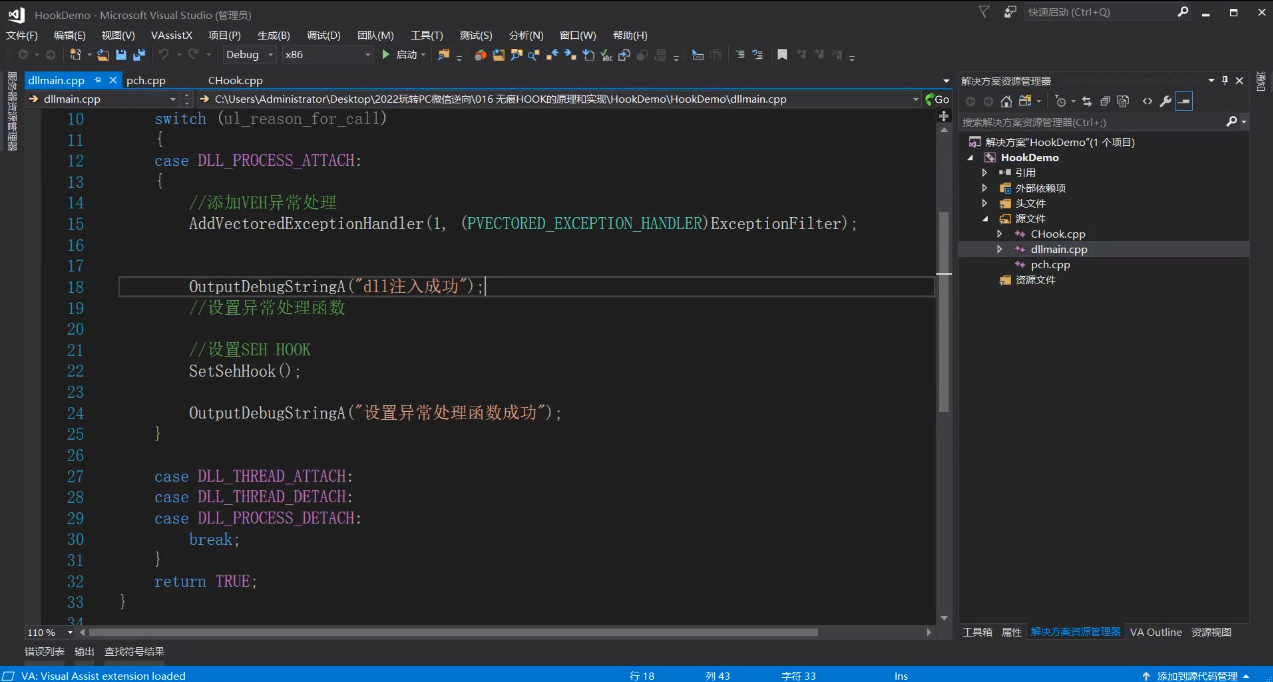 HookDemo - Microsoft Visual Studio (管理员)
快速启动 (Ctrl+Q)
文件(F) 编辑(E) 视图(V) VAssistX 项目(P) 生成(B) 调试(D) 团队(M) 工具(T) 测试(S) 分析(N) 窗口(W) 帮助(H)
Debug x86 启动
dllmain.cpp pch.cpp CHook.cpp
dllmain.cpp C:\Users\Administrator\Desktop\2022玩转PC微信逆向\016 无痕HOOK的原理和实现\HookDemo\HookDemo\dllmain.cpp Go
10 switch (ul_reason_for_call)
11 {
12 case DLL_PROCESS_ATTACH:
13 {
14 //添加VEH异常处理
15 AddVectoredExceptionHandler(1, (PVECTORED_EXCEPTION_HANDLER)ExceptionFilter);
16
17
18 OutputDebugStringA("dll注入成功");
19 //设置异常处理函数
20
21 //设置SEH HOOK
22 SetSehHook();
23
24 OutputDebugStringA("设置异常处理函数成功");
25 }
26
27 case DLL_THREAD_ATTACH:
28 case DLL_THREAD_DETACH:
29 case DLL_PROCESS_DETACH:
30 break;
31 }
32 return TRUE;
33 }
34
110 %
解决方案资源管理器
搜索解决方案资源管理器(Ctrl+;)
解决方案"HookDemo"(1 个项目)
HookDemo
引用
外部依赖项
头文件
源文件
CHook.cpp
dllmain.cpp
pch.cpp
资源文件
工具箱 属性 解决方案资源管理器 VA Outline 资源视图
错误列表 输出 查找符号结果
VA: Visual Assist extension loaded 行 18 列 43 字符 33 Ins 添加到源代码管理